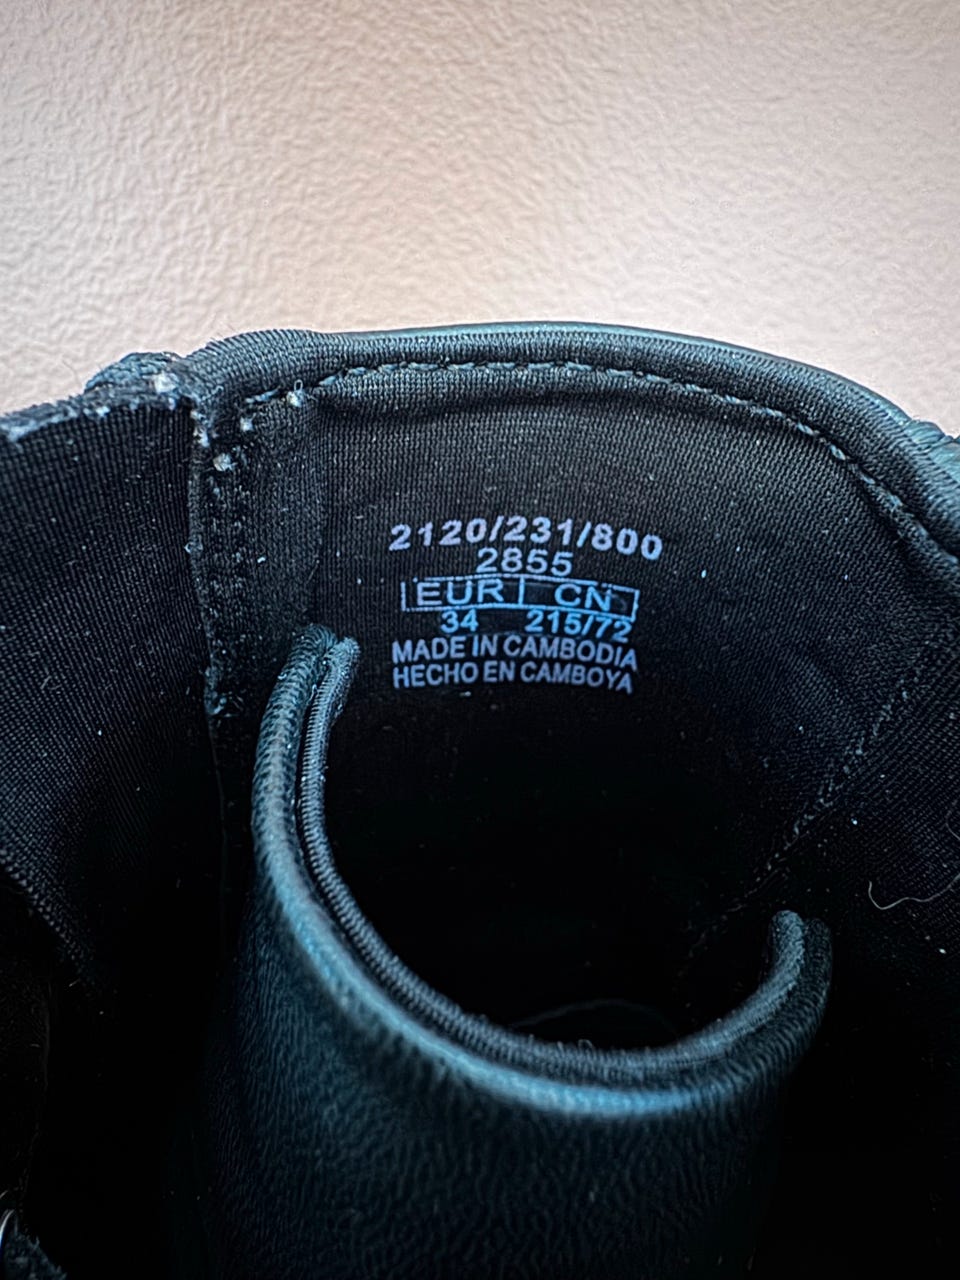 2120/231/800
2855
EUR CN
34 215/72
MADE IN CAMBODIA
HECHO EN CAMBOYA